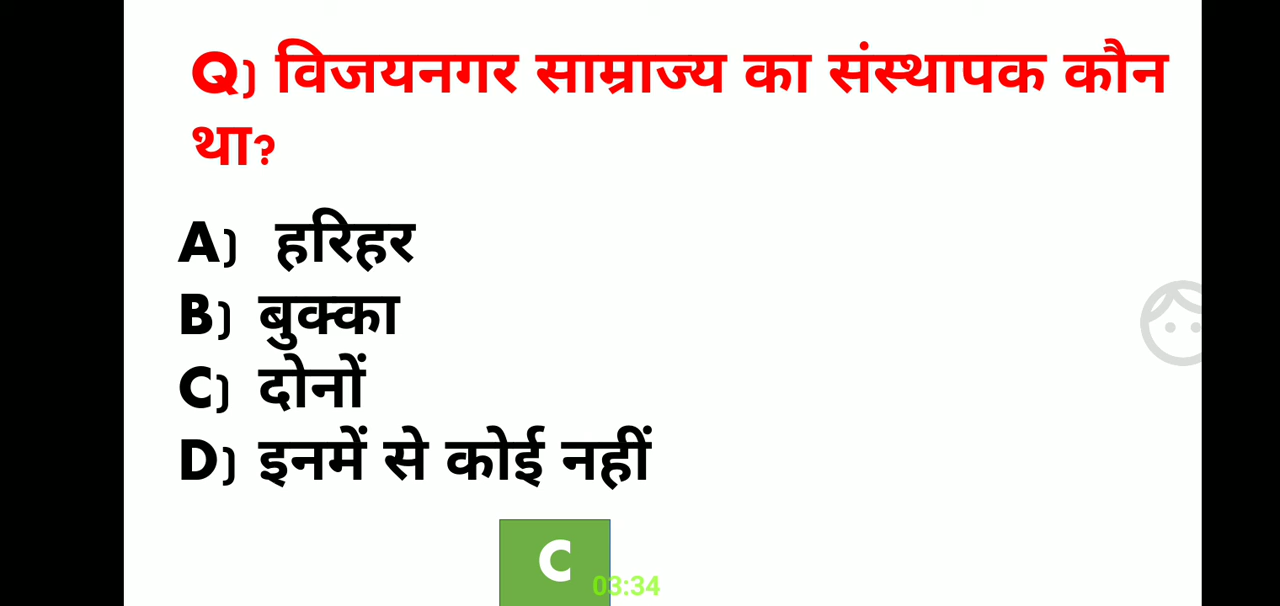 Q) विजयनगर साम्राज्य का संस्थापक कौन
था?
A) हरिहर
B) बुक्का
C) दोनों
D) इनमें से कोई नहीं
C
03:34